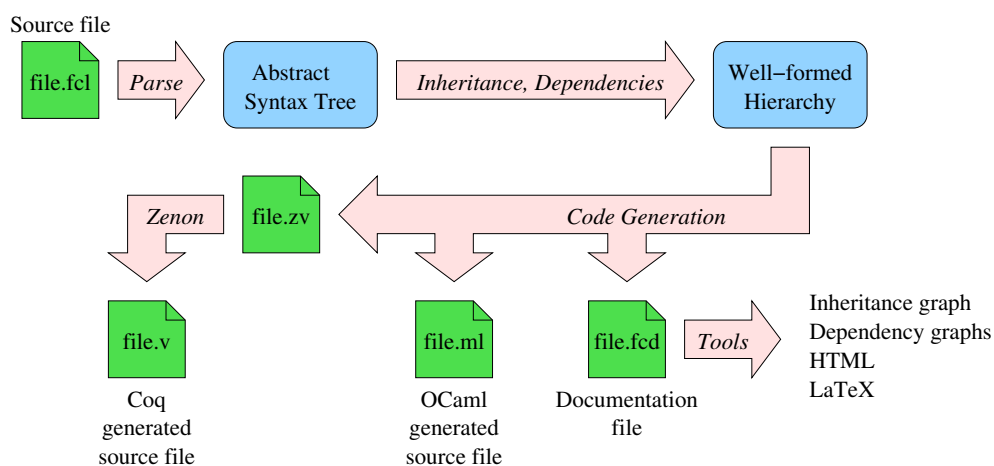 Source file
file.fcl
Parse
Abstract
Syntax Tree
Inheritance, Dependencies
Well−formed
Hierarchy
Zenon
file.zv
Code Generation
file.v
Coq
generated
source file
file.ml
OCaml
generated
source file
file.fcd
Documentation
file
Tools
Inheritance graph
Dependency graphs
HTML
LaTeX